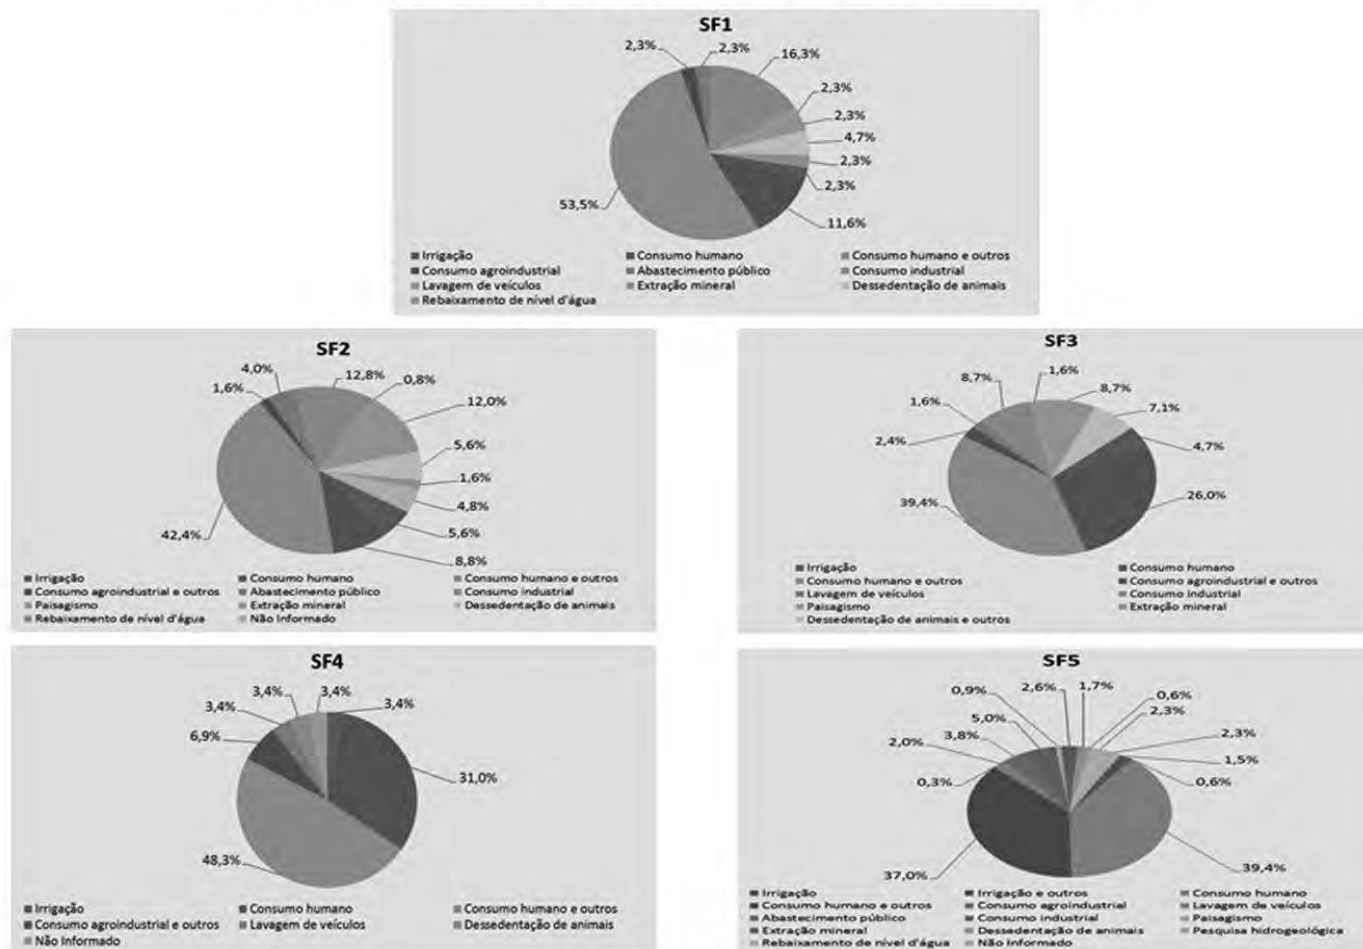 SF1
2,3% 2,3% 16,3%
2,3%
2,3%
4,7%
2,3%
2,3%
53,5% 11,6%
Irrigação Consumo humano Consumo humano e outros
Consumo agroindustrial Abastecimento público Consumo industrial
Lavagem de veículos Extração mineral Dessedentação de animais
Rebaixamento de nível d'água
SF2
4,0% 12,8% 0,8%
1,6% 12,0%
5,6%
1,6%
4,8%
42,4% 5,6%
8,8%
Irrigação Consumo humano Consumo humano e outros
Consumo agroindustrial e outros Abastecimento público Consumo industrial
Paisagismo Extração mineral Dessedentação de animais
Rebaixamento de nível d'água Não Informado
SF3
8,7% 1,6% 8,7%
1,6% 7,1%
2,4% 4,7%
39,4% 26,0%
Irrigação Consumo humano
Consumo humano e outros Consumo agroindustrial e outros
Lavagem de veículos Consumo industrial
Paisagismo Extração mineral
Dessedentação de animais e outros
SF4
3,4% 3,4%
3,4% 3,4%
6,9%
31,0%
48,3%
Irrigação Consumo humano Consumo humano e outros
Consumo agroindustrial e outros Lavagem de veículos Dessedentação de animais
Não Informado
SF5
0,9% 2,6% 1,7% 0,6%
5,0% 2,3%
2,0% 3,8% 2,3%
1,5%
0,3% 0,6%
37,0% 39,4%
Irrigação Irrigação e outros Consumo humano
Consumo humano e outros Consumo agroindustrial Lavagem de veículos
Abastecimento público Consumo industrial Paisagismo
Extração mineral Dessedentação de animais Pesquisa hidrogeológica
Rebaixamento de nível d'água Não Informado